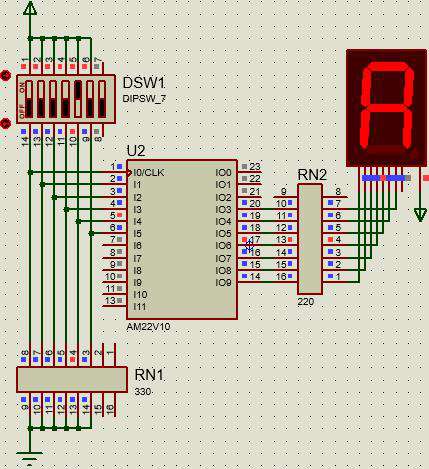 1 2 3 4 5 6 7
DSW1
DIPSW_7
ON
OFF
14 13 12 11 10 9 8
U2
1 I0/CLK IO0 23
2 I1 IO1 22
3 I2 IO2 21
4 I3 IO3 20
5 I4 IO4 19
6 I5 IO5 18
7 I6 IO6 17
8 I7 IO7 16
9 I8 IO8 15
10 I9 IO9 14
11 I10
13 I11
AM22V10
RN2
9 8
10 7
11 6
12 5
13 4
14 3
15 2
16 1
220
8 7 6 5 4 3 2 1
RN1
330
9 10 11 12 13 14 15 16
A